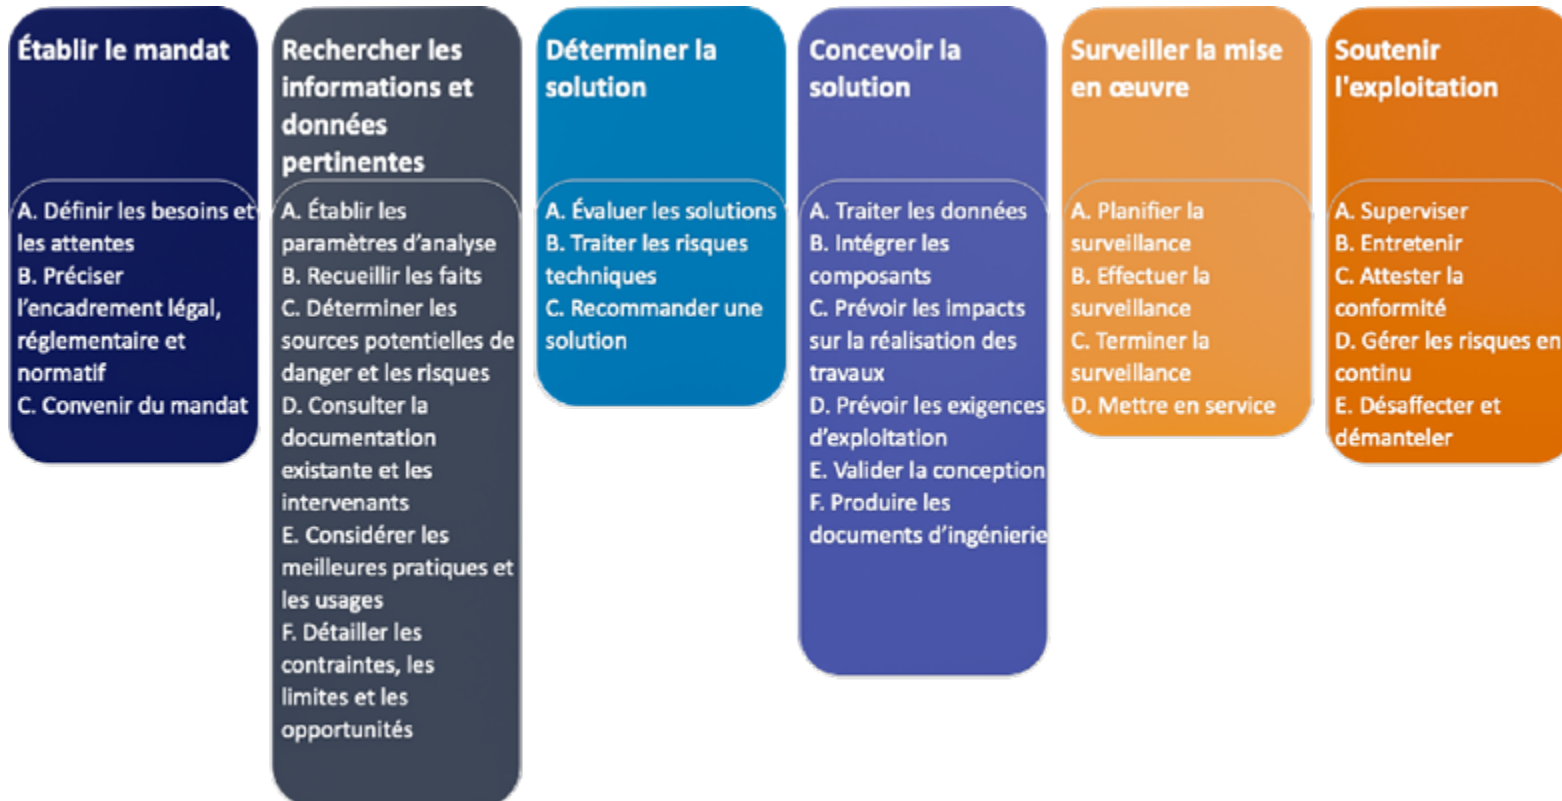 Établir le mandat
A. Définir les besoins et
les attentes
B. Préciser
l'encadrement légal,
réglementaire et
normatif
C. Convenir du mandat
Rechercher les
informations et
données
pertinentes
A. Établir les
paramètres d'analyse
B. Recueillir les faits
C. Déterminer les
sources potentielles de
danger et les risques
D. Consulter la
documentation
existante et les
intervenants
E. Considérer les
meilleures pratiques et
les usages
F. Détailler les
contraintes, les
limites et les
opportunités
Déterminer la
solution
A. Évaluer les solutions
B. Traiter les risques
techniques
C. Recommander une
solution
Concevoir la
solution
A. Traiter les données
B. Intégrer les
composants
C. Prévoir les impacts
sur la réalisation des
travaux
D. Prévoir les exigences
d'exploitation
E. Valider la conception
F. Produire les
documents d'ingénierie
Surveiller la mise
en œuvre
A. Planifier la
surveillance
B. Effectuer la
surveillance
C. Terminer la
surveillance
D. Mettre en service
Soutenir
l'exploitation
A. Superviser
B. Entretenir
C. Attester la
conformité
D. Gérer les risques en
continu
E. Désaffecter et
démanteler